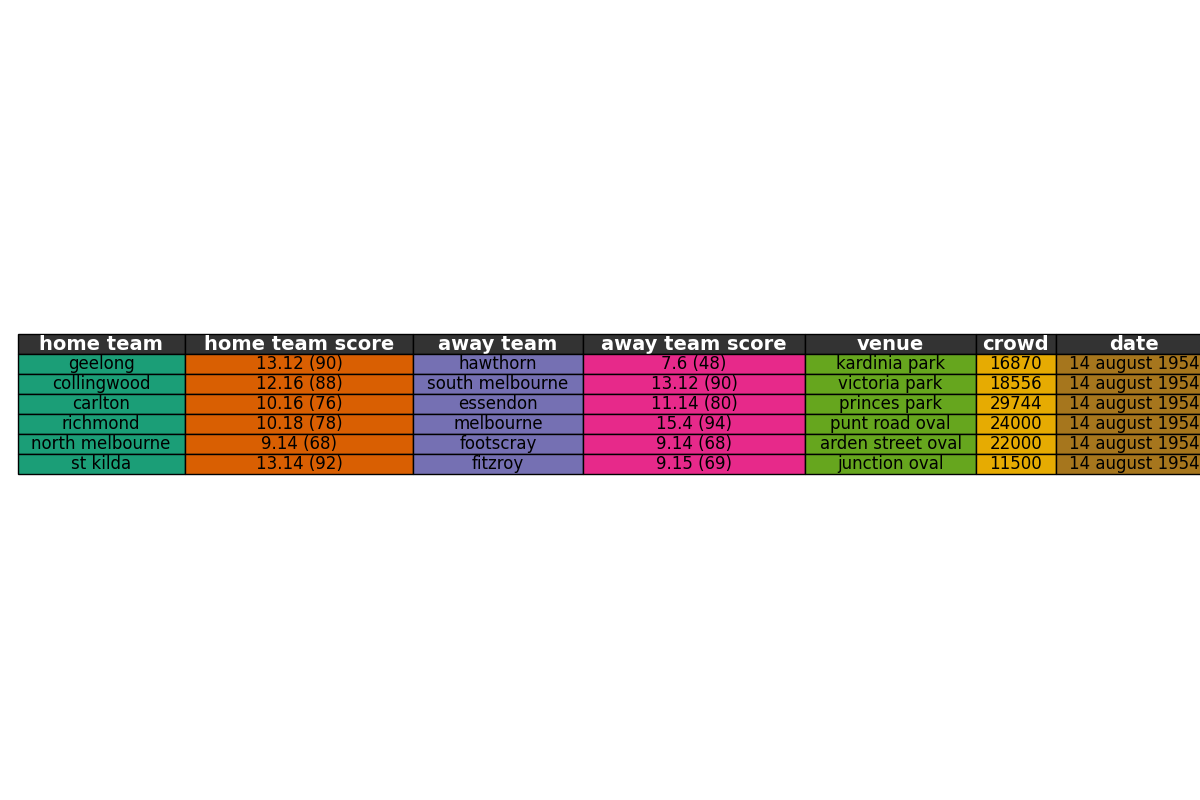 home team home team score away team away team score venue crowd date
geelong 13.12 (90) hawthorn 7.6 (48) kardinia park 16870 14 august 1954
collingwood 12.16 (88) south melbourne 13.12 (90) victoria park 18556 14 august 1954
carlton 10.16 (76) essendon 11.14 (80) princes park 29744 14 august 1954
richmond 10.18 (78) melbourne 15.4 (94) punt road oval 24000 14 august 1954
north melbourne 9.14 (68) footscray 9.14 (68) arden street oval 22000 14 august 1954
st kilda 13.14 (92) fitzroy 9.15 (69) junction oval 11500 14 august 1954